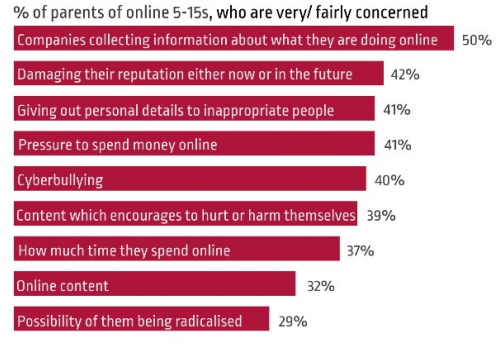 % of parents of online 5-15s, who are very/ fairly concerned
Companies collecting information about what they are doing online 50%
Damaging their reputation either now or in the future 42%
Giving out personal details to inappropriate people 41%
Pressure to spend money online 41%
Cyberbullying 40%
Content which encourages to hurt or harm themselves 39%
How much time they spend online 37%
Online content 32%
Possibility of them being radicalised 29%